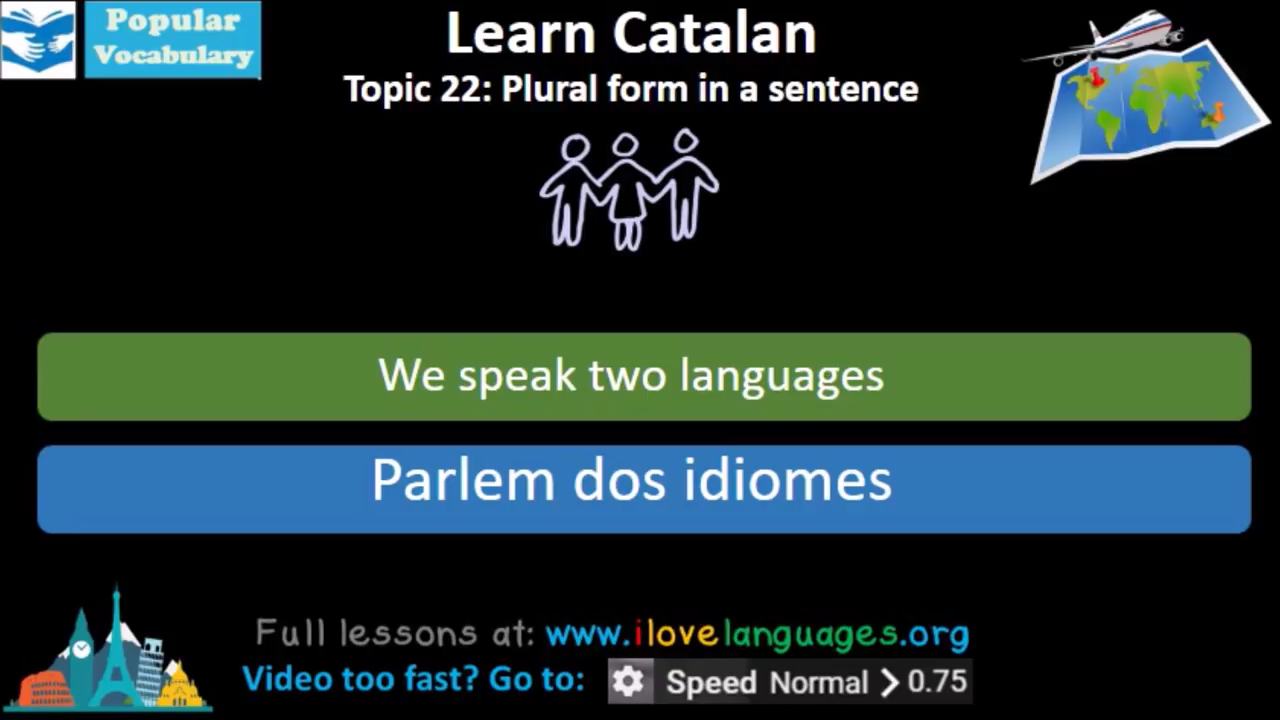 Popular
Vocabulary
Learn Catalan
Topic 22: Plural form in a sentence
We speak two languages
Parlem dos idiomes
Full lessons at: www.ilovelanguages.org
Video too fast? Go to: Speed Normal > 0.75